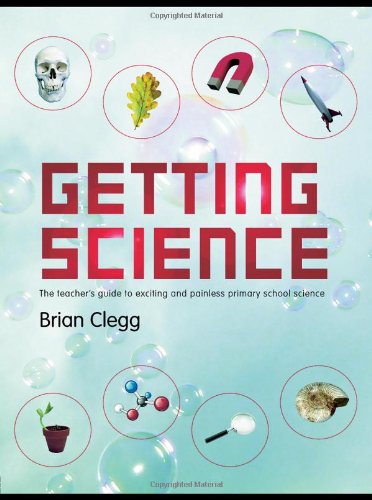 Copyrighted Material
GETTING
SCIENCE
The teacher's guide to exciting and painless primary school science
Brian Clegg
Copyrighted Material